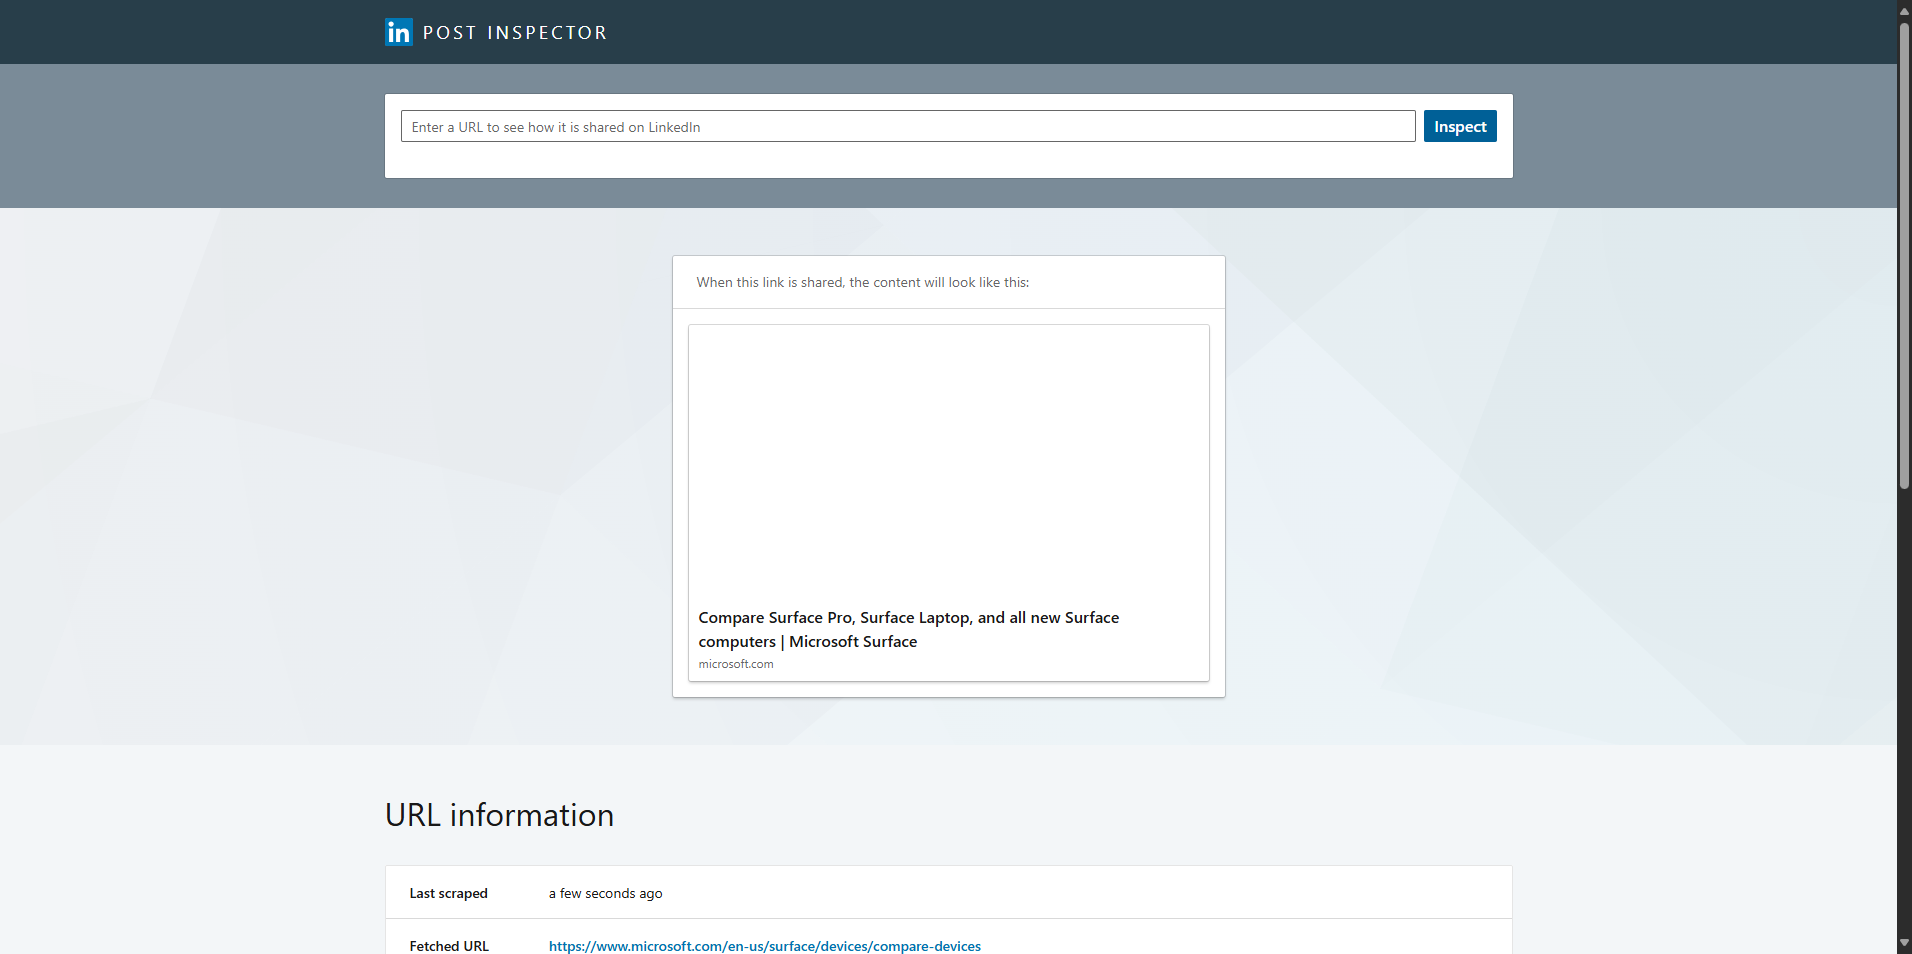 in POST INSPECTOR
Enter a URL to see how it is shared on LinkedIn
Inspect
When this link is shared, the content will look like this:
Compare Surface Pro, Surface Laptop, and all new Surface
computers | Microsoft Surface
microsoft.com
URL information
Last scraped a few seconds ago
Fetched URL https://www.microsoft.com/en-us/surface/devices/compare-devices